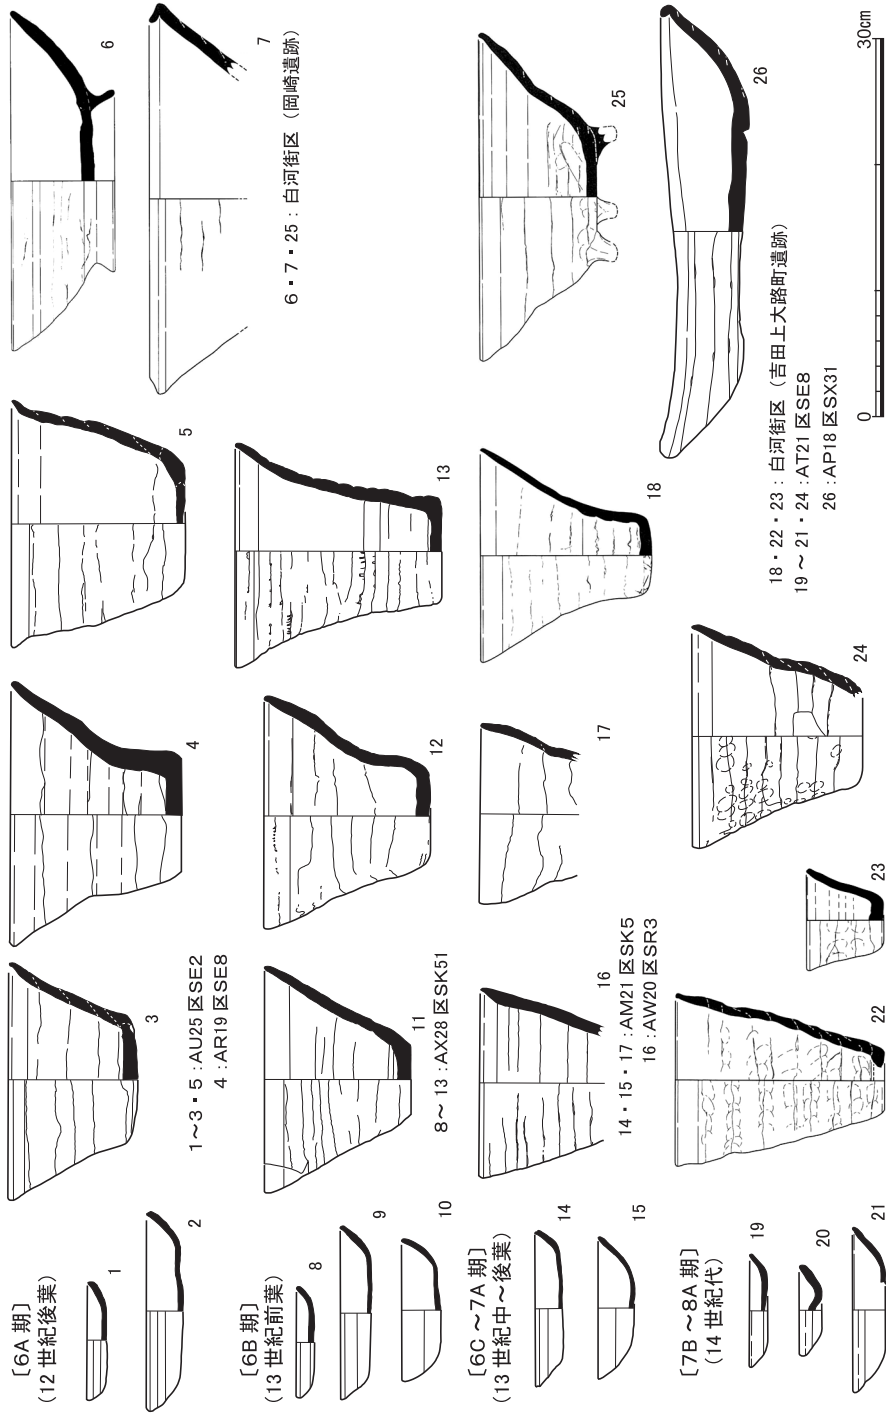 [6A 期]
(12 世紀後葉)
1
2
3
4
5
6
7
1～3・5 : AU25 区SE2
4 : AR19 区SE8
6・7・25 : 白河街区 (岡崎遺跡)
[6B 期]
(13 世紀前葉)
8
9
10
11
12
13
8～13 : AX28 区SK51
[6C ～7A 期]
(13 世紀中～後葉)
14
15
16
17
18
25
14・15・17 : AM21 区SK5
16 : AW20 区SR3
[7B ～8A 期]
(14 世紀代)
19
20
21
22
23
24
26
18・22・23 : 白河街区 (吉田上大路町遺跡)
19～21・24 : AT21 区SE8
26 : AP18 区SX31
0
30cm